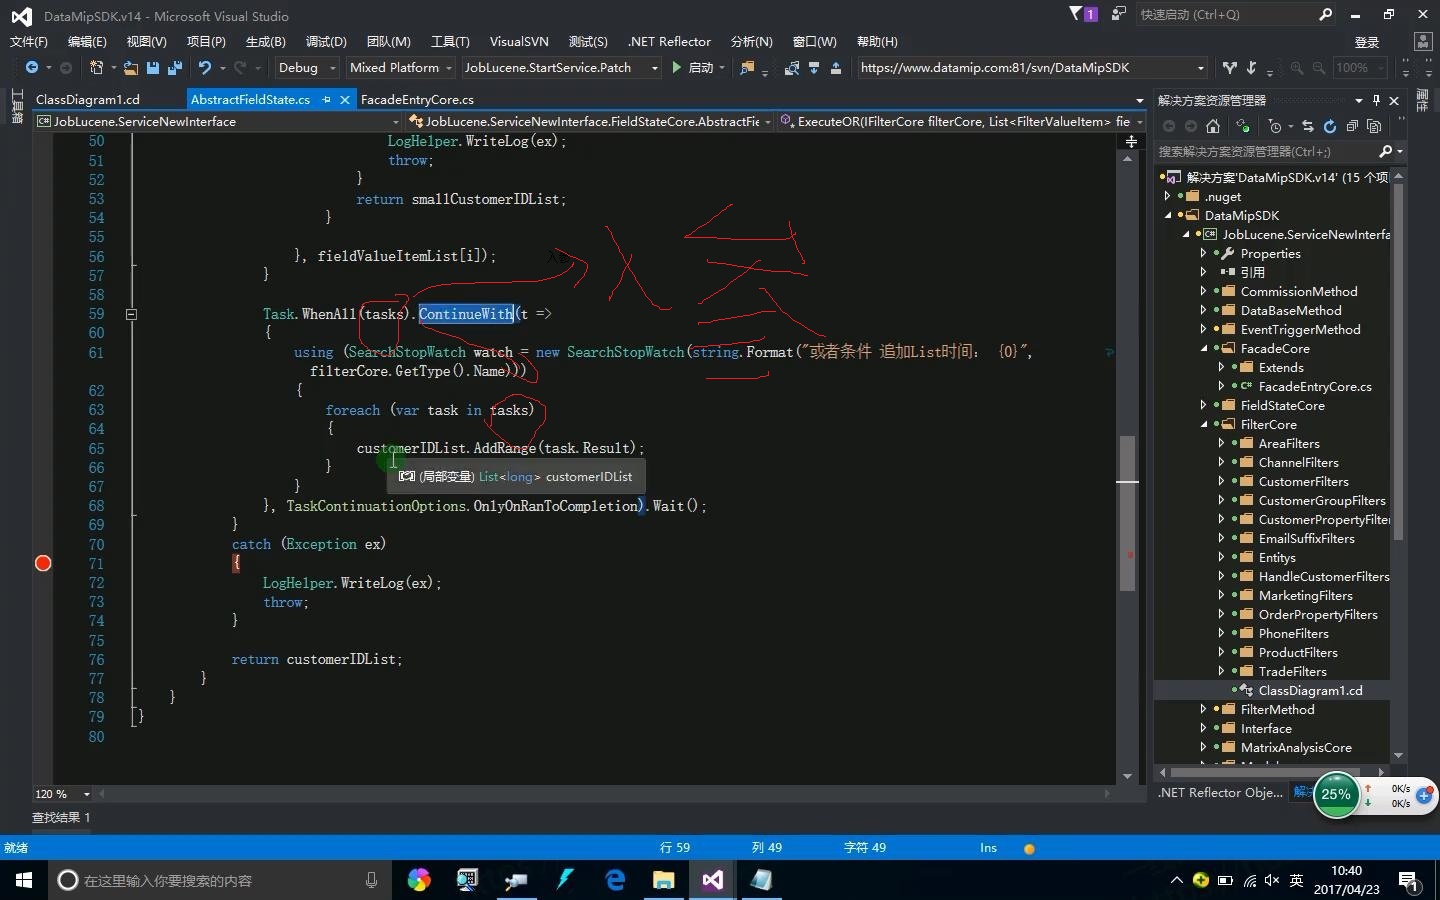 DataMipSDK.v14 - Microsoft Visual Studio
1
快速启动 (Ctrl+Q)
文件(F) 编辑(E) 视图(V) 项目(P) 生成(B) 调试(D) 团队(M) 工具(T) VisualSVN 测试(S) .NET Reflector 分析(N) 窗口(W) 帮助(H)
登录
Debug Mixed Platform JobLucene.StartService.Patch 启动 https://www.datamip.com:81/svn/DataMipSDK 100%
工具箱
ClassDiagram1.cd AbstractFieldState.cs FacadeEntryCore.cs
JobLucene.ServiceNewInterface JobLucene.ServiceNewInterface.FieldStateCore.AbstractFie ExecuteOR(IFilterCore filterCore, List<FilterValueItem> fie
50 LogHelper.WriteLog(ex);
51 throw;
52 }
53 return smallCustomerIDList;
54 }
55
56 }, fieldValueItemList[i]);
57 }
58
59 Task.WhenAll(tasks).ContinueWith(t =>
60 {
61 using (SearchStopWatch watch = new SearchStopWatch(string.Format("或者条件 追加List时间： {0}",
filterCore.GetType().Name)))
62 {
63 foreach (var task in tasks)
64 {
65 customerIDList.AddRange(task.Result);
66 }
(局部变量) List<long> customerIDList
67 }
68 }, TaskContinuationOptions.OnlyOnRanToCompletion).Wait();
69 }
70 catch (Exception ex)
71 {
72 LogHelper.WriteLog(ex);
73 throw;
74 }
75
76 return customerIDList;
77 }
78 }
79 }
80
120 %
查找结果 1
解决方案资源管理器
属性
搜索解决方案资源管理器(Ctrl+;)
解决方案'DataMipSDK.v14' (15 个项
.nuget
DataMipSDK
JobLucene.ServiceNewInterfa
Properties
引用
CommissionMethod
DataBaseMethod
EventTriggerMethod
FacadeCore
Extends
FacadeEntryCore.cs
FieldStateCore
FilterCore
AreaFilters
ChannelFilters
CustomerFilters
CustomerGroupFilters
CustomerPropertyFilter
EmailSuffixFilters
Entitys
HandleCustomerFilters
MarketingFilters
OrderPropertyFilters
PhoneFilters
ProductFilters
TradeFilters
ClassDiagram1.cd
FilterMethod
Interface
MatrixAnalysisCore
.NET Reflector Obje... 解决
25% 0K/s
0K/s
就绪 行 59 列 49 字符 49 Ins
在这里输入你要搜索的内容
英
10:40
2017/04/23
1